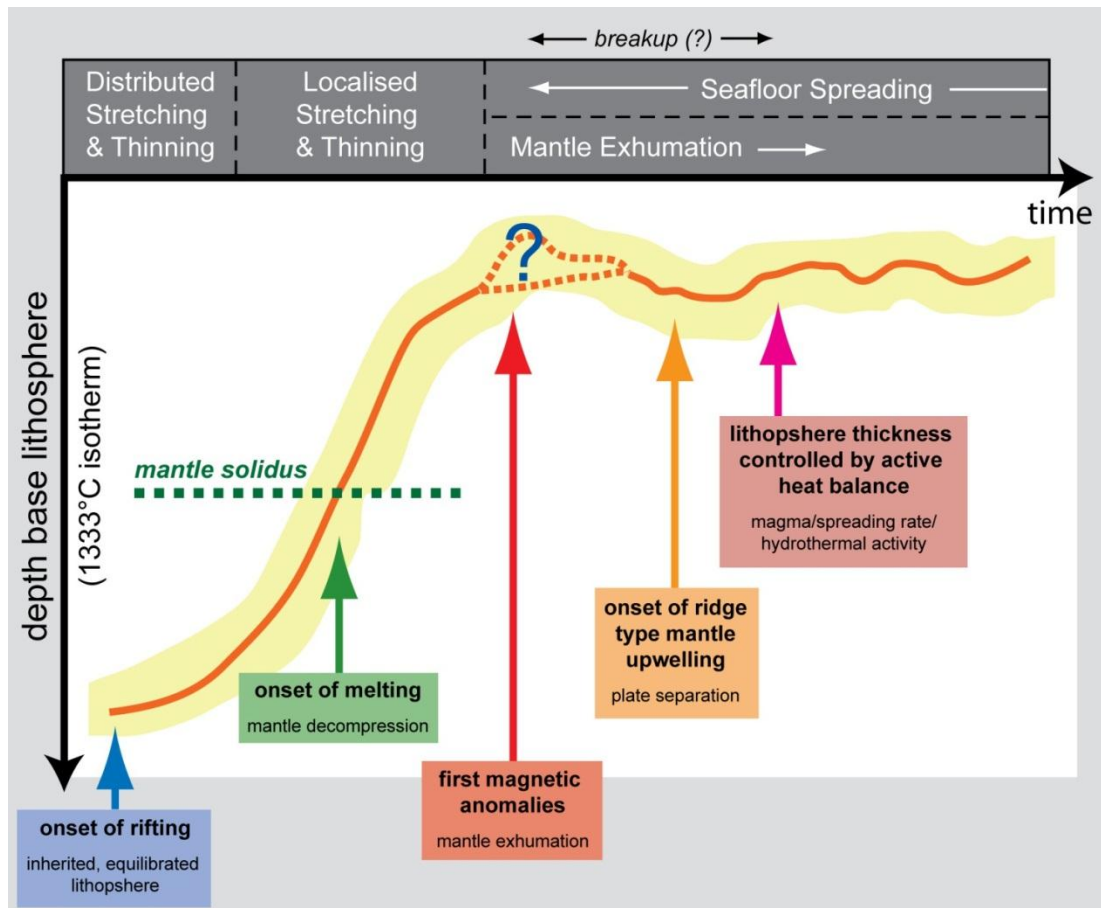 breakup (?)
Distributed
Stretching
& Thinning
Localised
Stretching
& Thinning
Seafloor Spreading
Mantle Exhumation
time
depth base lithosphere
(1333°C isotherm)
?
mantle solidus
lithopshere thickness
controlled by active
heat balance
magma/spreading rate/
hydrothermal activity
onset of ridge
type mantle
upwelling
plate separation
onset of melting
mantle decompression
first magnetic
anomalies
mantle exhumation
onset of rifting
inherited, equilibrated
lithopshere